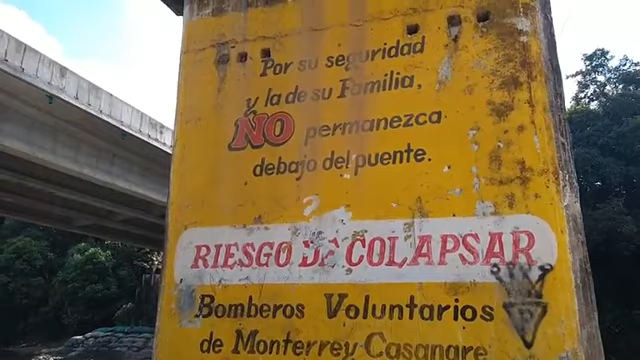 Por su seguridad
y la de su Familia,
NO permanezca
debajo del puente.
RIESGO DE COLAPSAR
Bomberos Voluntarios
de Monterrey Casanare